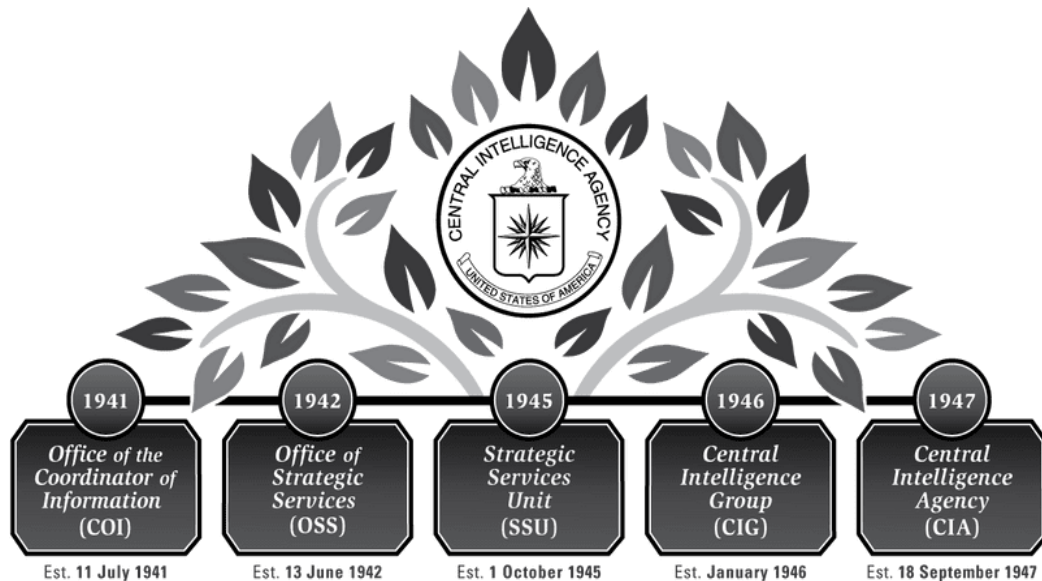 CENTRAL INTELLIGENCE AGENCY
UNITED STATES OF AMERICA
1941
Office of the
Coordinator of
Information
(COI)
Est. 11 July 1941
1942
Office of
Strategic
Services
(OSS)
Est. 13 June 1942
1945
Strategic
Services
Unit
(SSU)
Est. 1 October 1945
1946
Central
Intelligence
Group
(CIG)
Est. January 1946
1947
Central
Intelligence
Agency
(CIA)
Est. 18 September 1947